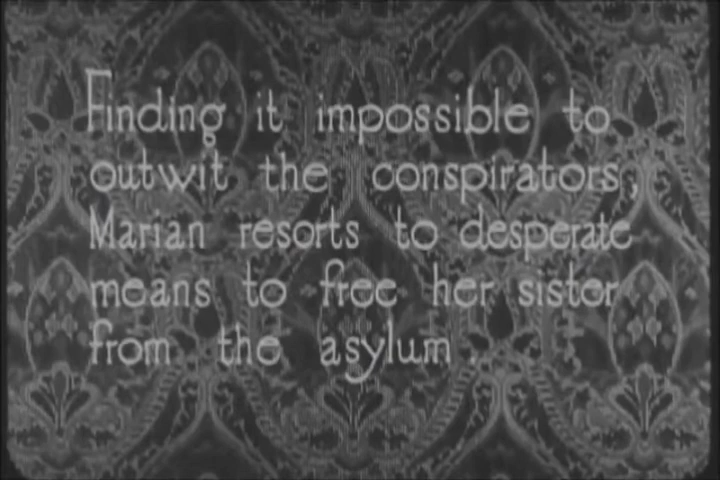 Finding it impossible to
outwit the conspirators,
Marian resorts to desperate
means to free her sister
from the asylum.